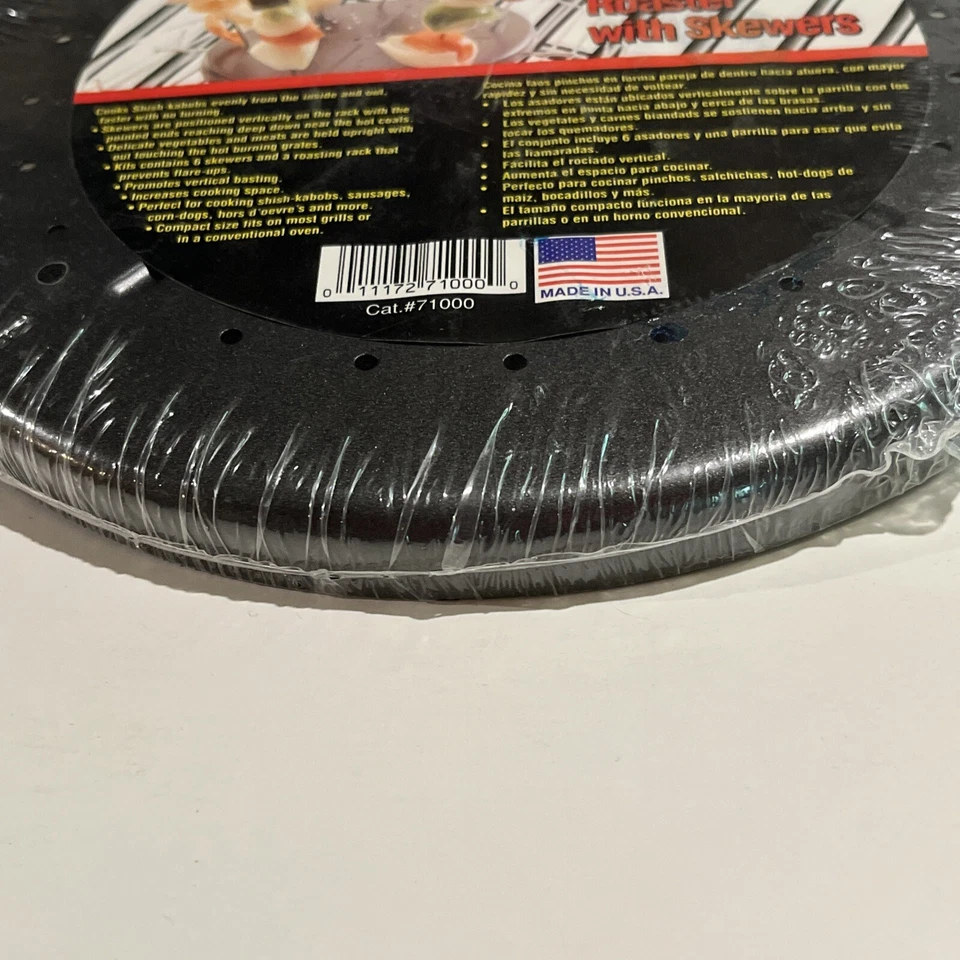 Roaster
with Skewers
Cooks Shish-kabobs evenly from the inside and out,
cooks with no turning.
• Skewers are positioned vertically on the rack with the
pointed ends reaching deep down near the hot coals
delicate vegetables and meats are held upright with
out touching the hot burning grates.
• Kits contains 6 skewers and a roasting rack that
prevents flare-ups.
• Promotes vertical basting.
• Increases cooking space.
• Perfect for cooking shish-kabobs, sausages,
corn-dogs, hors d'oevre's and more.
• Compact size fits on most grills or
in a conventional oven.
Cocina toss pinchos en forma pareja de dentro hacia ahura, con mayor
y sin necesidad de voltear.
• Los asadores están ubicados verticalmente sobre la parrilla con los
extremos en punta hacia abajo y cerca de las brasas.
• Los vegetales y carnes blandads se sostienen hacia arriba y sin
tocar los quemadores.
• El conjunto incluye 6 asadores y una parrilla para asar que evita
las llamaradas.
• Facilita el rociado vertical.
• Aumenta el espacio para cocinar.
• Perfecto para cocinar pinchos, salchichas, hot-dogs de
maíz, bocadillos y más.
• El tamaño compacto funciona en la mayoría de las
parrillas o en un horno convencional.
0 11172 71000 0
Cat.#71000
MADE IN U.S.A.